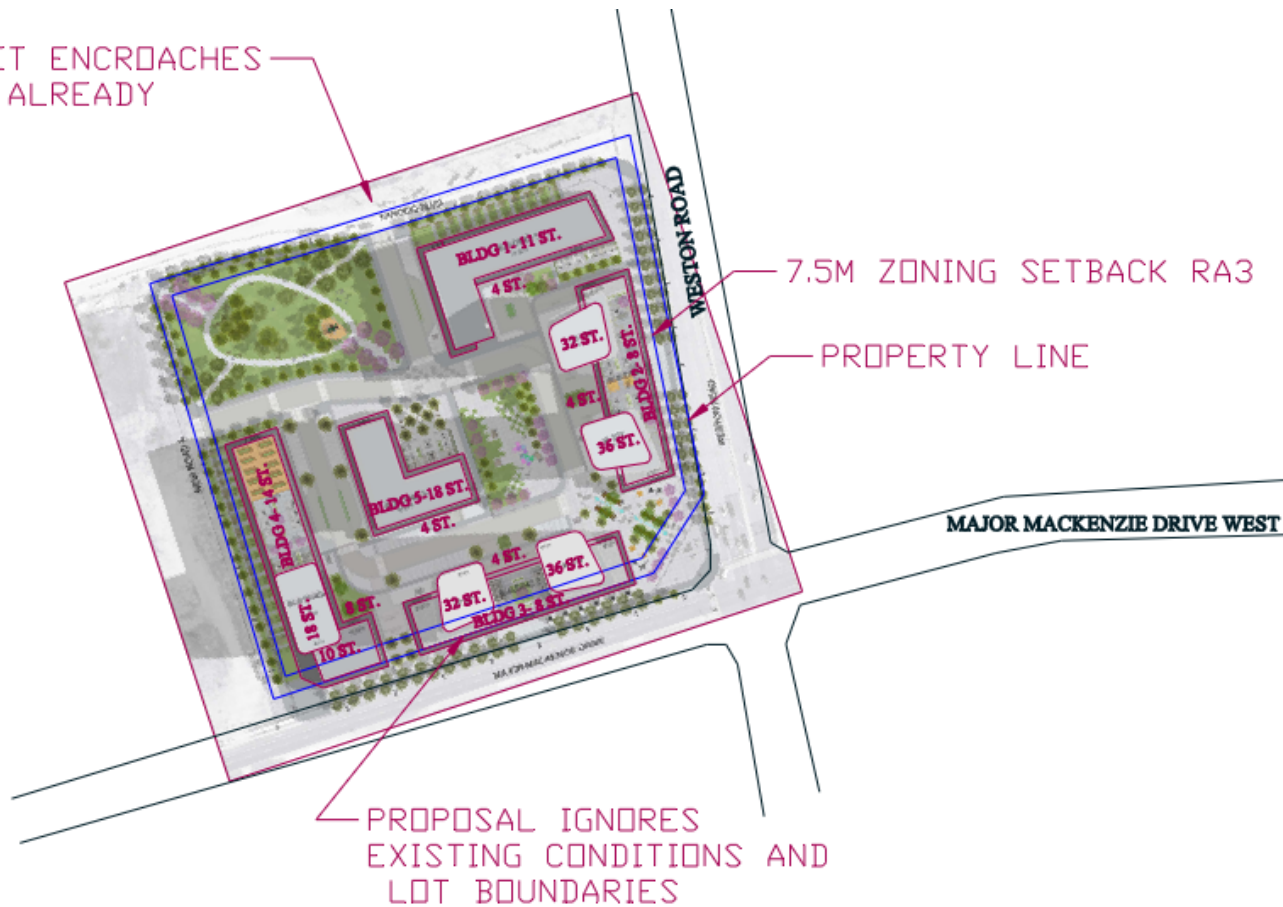 IT ENCROACHES
ALREADY
WESTON ROAD
BLDG 1- 11 ST.
4 ST.
7.5M ZONING SETBACK RA3
32 ST.
BLDG 2- 8 ST.
PROPERTY LINE
4 ST.
36 ST.
BLDG 4- 14 ST.
BLDG 5-18 ST.
4 ST.
MAJOR MACKENZIE DRIVE WEST
4 ST.
36 ST.
32 ST.
BLDG 3- 8 ST.
18 ST.
8 ST.
10 ST.
MAJOR MACKENZIE DRIVE
PROPOSAL IGNORES
EXISTING CONDITIONS AND
LOT BOUNDARIES